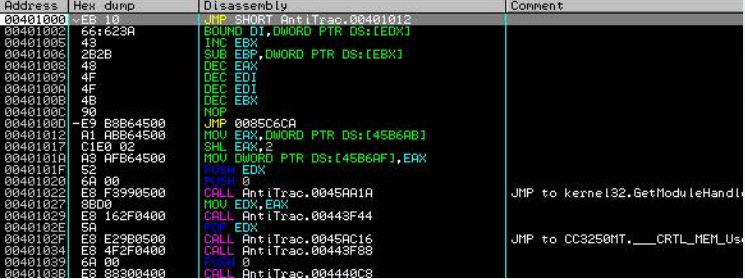 Address Hex dump Disassembly Comment
00401000 ˅EB 10 JMP SHORT AntiTrac.00401012
00401002 66:623A BOUND DI,DWORD PTR DS:[EDX]
00401005 43 INC EBX
00401006 2B2B SUB EBP,DWORD PTR DS:[EBX]
00401008 48 DEC EAX
00401009 4F DEC EDI
0040100A 4F DEC EDI
0040100B 4B DEC EBX
0040100C 90 NOP
0040100D -E9 B8B64500 JMP 0085C6CA
00401012 A1 ABB64500 MOV EAX,DWORD PTR DS:[45B6AB]
00401017 C1E0 02 SHL EAX,2
0040101A A3 AFB64500 MOV DWORD PTR DS:[45B6AF],EAX
0040101F 52 PUSH EDX
00401020 6A 00 PUSH 0
00401022 E8 F3990500 CALL AntiTrac.0045AA1A JMP to kernel32.GetModuleHandl
00401027 8BD0 MOV EDX,EAX
00401029 E8 162F0400 CALL AntiTrac.00443F44
0040102E 5A POP EDX
0040102F E8 E29B0500 CALL AntiTrac.0045AC16 JMP to CC3250MT.___CRTL_MEM_Use
00401034 E8 4F2F0400 CALL AntiTrac.00443F88
00401039 6A 00 PUSH 0
0040103B E8 88300400 CALL AntiTrac.004440C8